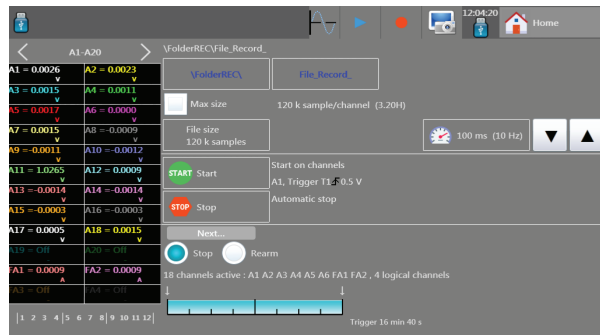 12:04:20
Home
A1-A20
\FolderREC\File_Record_
A1 = 0.0026 V
A2 = 0.0023 V
\FolderREC\
File_Record_
A3 = 0.0015 V
A4 = 0.0011 V
Max size
120 k sample/channel (3.20H)
A5 = 0.0017 V
A6 = 0.0000 V
A7 = 0.0015 V
A8 =-0.0009 V
File size
120 k samples
100 ms (10 Hz)
A9 =-0.0011 V
A10 =-0.0012 V
A11 = 1.0265 V
A12 = 0.0009 V
START Start
Start on channels
A1, Trigger T1 0.5 V
A13 =-0.0014 V
A14 =-0.0014 V
Automatic stop
A15 =-0.0003 V
A16 =-0.0003 V
STOP Stop
A17 = 0.0005 V
A18 = 0.0015 V
Next...
A19 = Off
A20 = Off
Stop
Rearm
FA1 = 0.0009 A
FA2 = 0.0009 A
18 channels active : A1 A2 A3 A4 A5 A6 FA1 FA2 , 4 logical channels
FA3 = Off
FA4 = Off
1 2 3 4 5 6 7 8 9 10 11 12
Trigger 16 min 40 s